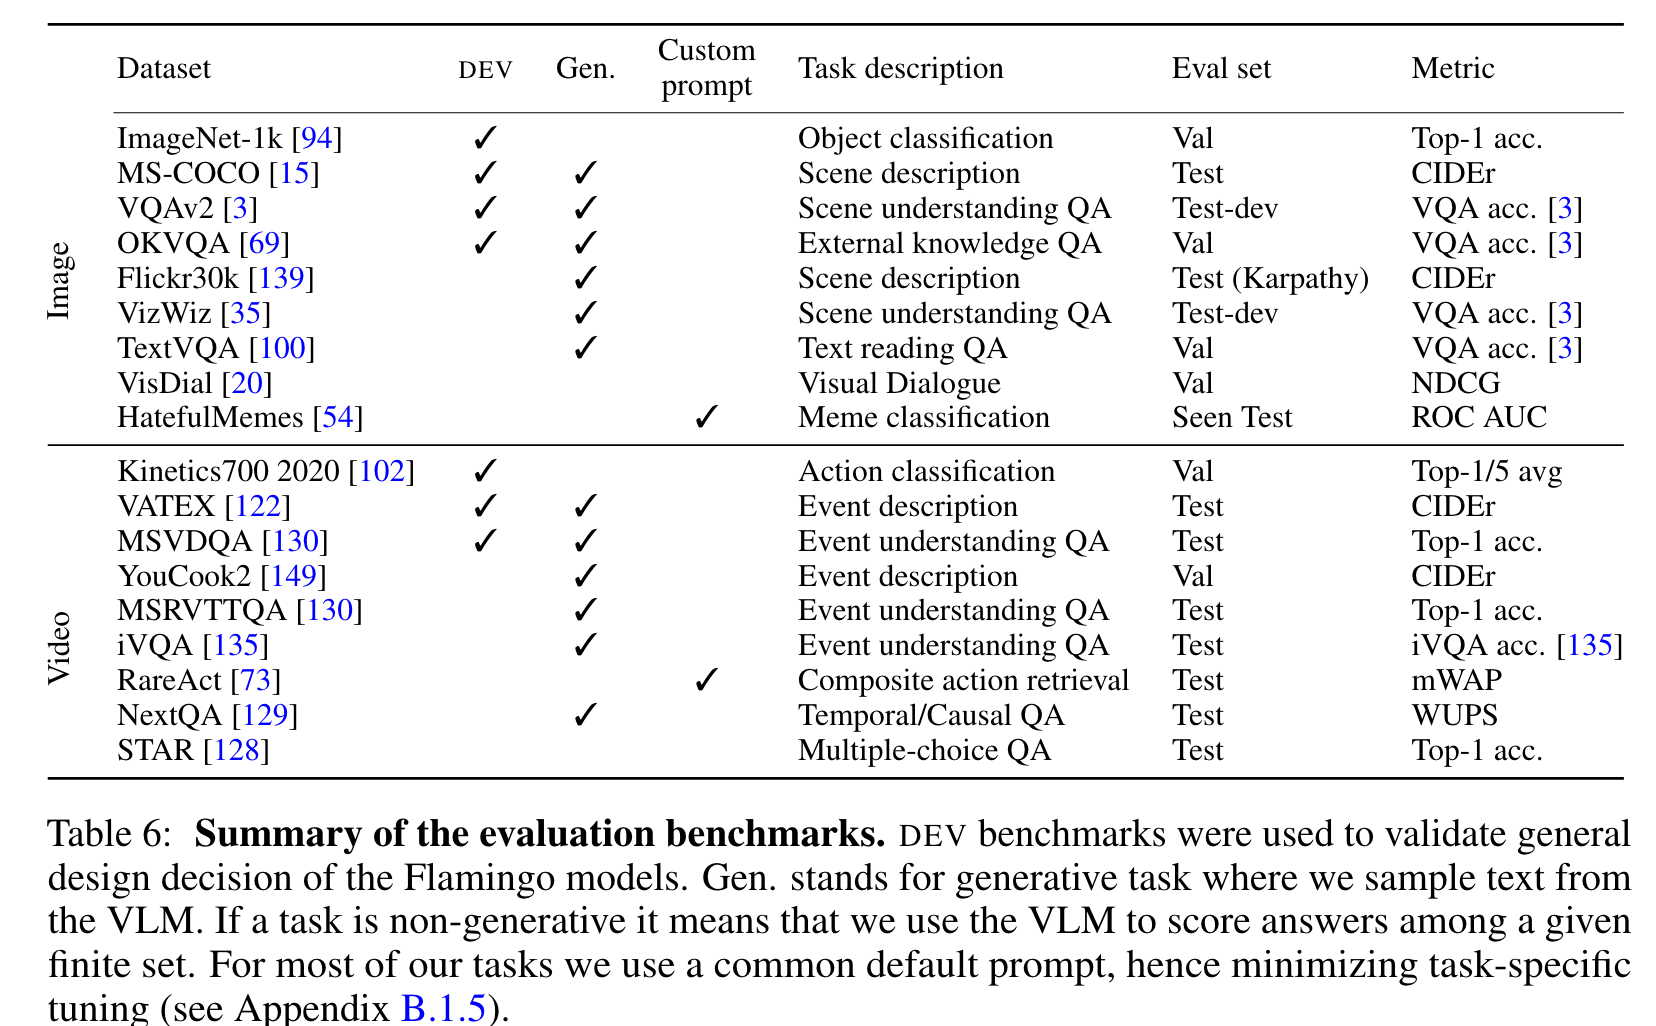 Dataset DEV Gen. Custom prompt Task description Eval set Metric
Image
ImageNet-1k [94] ✓ Object classification Val Top-1 acc.
MS-COCO [15] ✓ ✓ Scene description Test CIDEr
VQAv2 [3] ✓ ✓ Scene understanding QA Test-dev VQA acc. [3]
OKVQA [69] ✓ ✓ External knowledge QA Val VQA acc. [3]
Flickr30k [139] ✓ Scene description Test (Karpathy) CIDEr
VizWiz [35] ✓ Scene understanding QA Test-dev VQA acc. [3]
TextVQA [100] ✓ Text reading QA Val VQA acc. [3]
VisDial [20] Visual Dialogue Val NDCG
HatefulMemes [54] ✓ Meme classification Seen Test ROC AUC
Video
Kinetics700 2020 [102] ✓ Action classification Val Top-1/5 avg
VATEX [122] ✓ ✓ Event description Test CIDEr
MSVDQA [130] ✓ ✓ Event understanding QA Test Top-1 acc.
YouCook2 [149] ✓ Event description Val CIDEr
MSRVTTQA [130] ✓ Event understanding QA Test Top-1 acc.
iVQA [135] ✓ Event understanding QA Test iVQA acc. [135]
RareAct [73] ✓ Composite action retrieval Test mWAP
NextQA [129] ✓ Temporal/Causal QA Test WUPS
STAR [128] Multiple-choice QA Test Top-1 acc.
Table 6: Summary of the evaluation benchmarks. DEV benchmarks were used to validate general
design decision of the Flamingo models. Gen. stands for generative task where we sample text from
the VLM. If a task is non-generative it means that we use the VLM to score answers among a given
finite set. For most of our tasks we use a common default prompt, hence minimizing task-specific
tuning (see Appendix B.1.5).